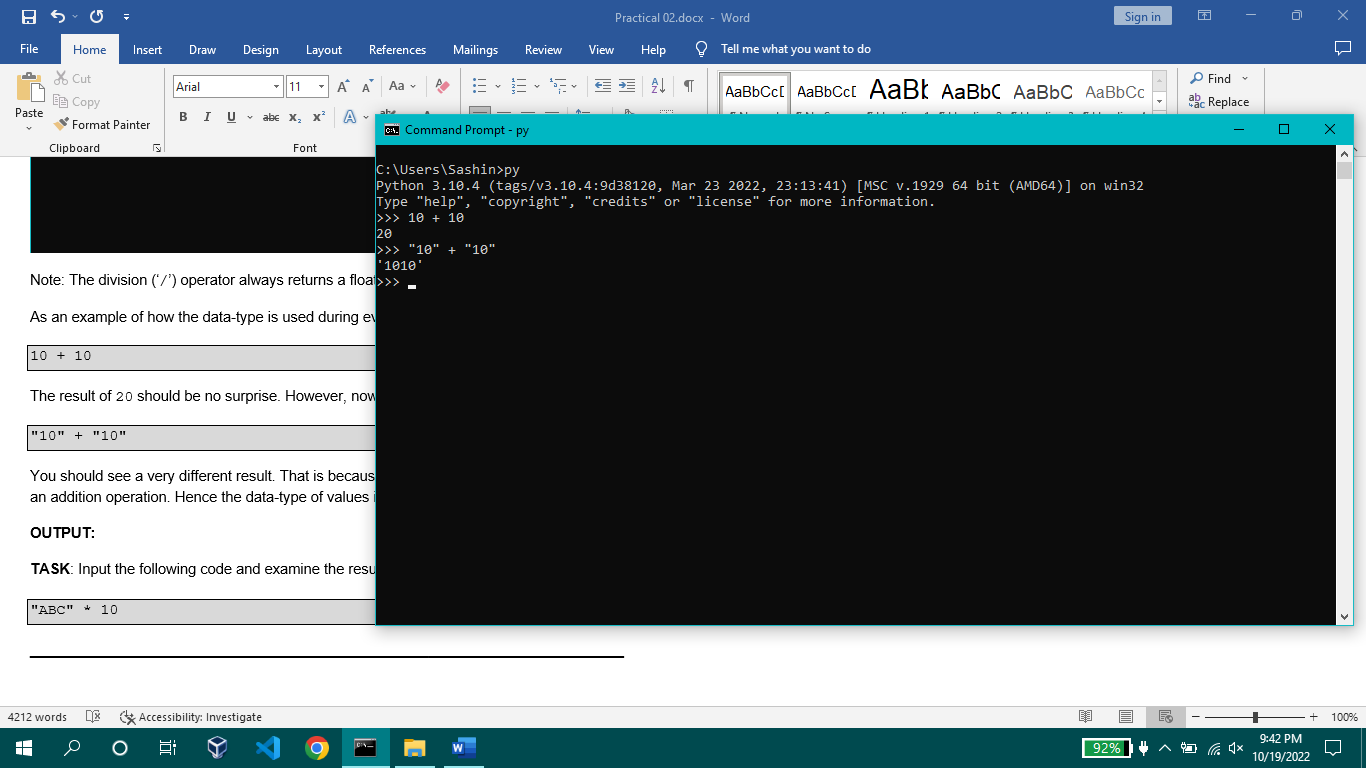 Practical 02.docx - Word
Sign in
File Home Insert Draw Design Layout References Mailings Review View Help Tell me what you want to do
Paste
Cut
Copy
Format Painter
Clipboard
Arial 11
Aa
B I U abc x₂ x² A
Font
AaBbCcD AaBbCcD AaBb AaBbC AaBbC AaBbCc
Find
Replace
Command Prompt - py
C:\Users\Sashin>py
Python 3.10.4 (tags/v3.10.4:9d38120, Mar 23 2022, 23:13:41) [MSC v.1929 64 bit (AMD64)] on win32
Type "help", "copyright", "credits" or "license" for more information.
>>> 10 + 10
20
>>> "10" + "10"
'1010'
>>>
Note: The division (‘/’) operator always returns a float
As an example of how the data-type is used during ev
10 + 10
The result of 20 should be no surprise. However, now
"10" + "10"
You should see a very different result. That is becaus
an addition operation. Hence the data-type of values i
OUTPUT:
TASK: Input the following code and examine the resu
"ABC" * 10
4212 words
Accessibility: Investigate
100%
92%
9:42 PM
10/19/2022